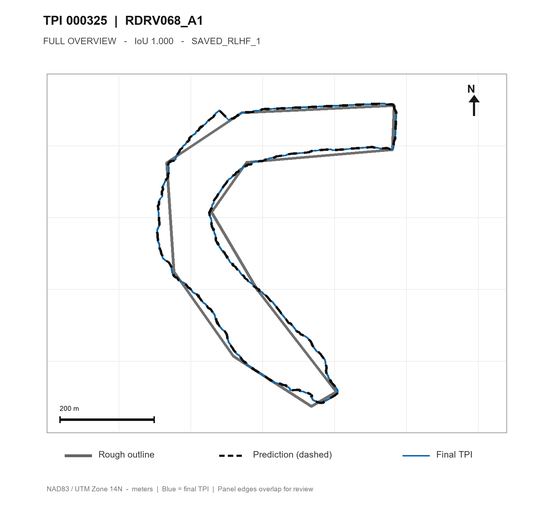 TPI 000325 | RDRV068_A1
FULL OVERVIEW - IoU 1.000 - SAVED_RLHF_1
N
200 m
Rough outline Prediction (dashed) Final TPI
NAD83 / UTM Zone 14N - meters | Blue = final TPI | Panel edges overlap for review